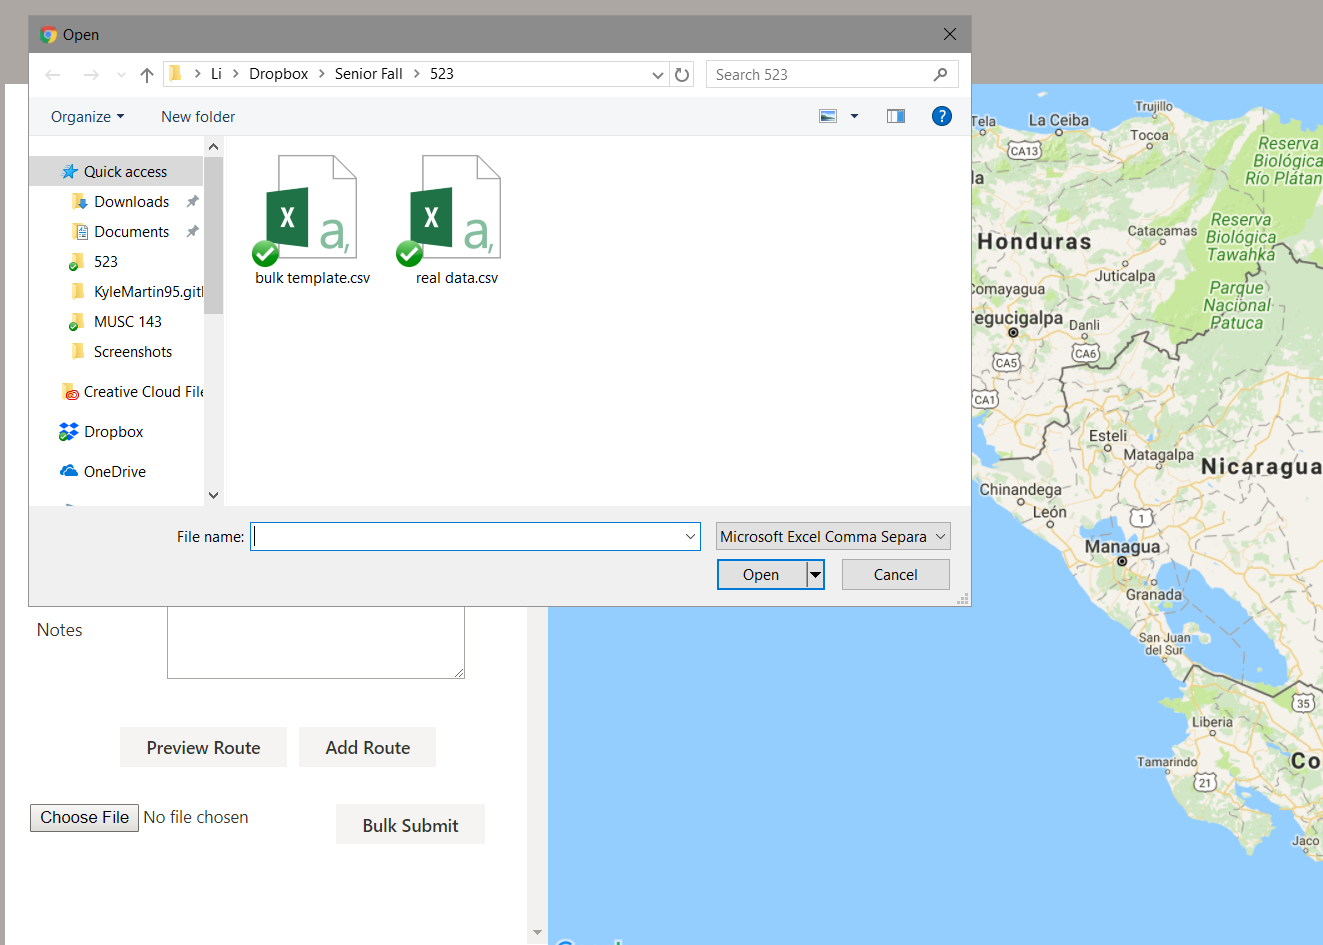 Open
Li > Dropbox > Senior Fall > 523
Search 523
Organize
New folder
?
Quick access
Downloads
Documents
523
KyleMartin95.gitl
MUSC 143
Screenshots
Creative Cloud File
Dropbox
OneDrive
X a,
bulk template.csv
X a,
real data.csv
File name:
Microsoft Excel Comma Separa
Open
Cancel
Notes
Preview Route
Add Route
Choose File No file chosen
Bulk Submit
Tela
La Ceiba
Trujillo
Tocoa
CA13
Reserva
Biológica
Río Plátan
la
Honduras
Catacamas
Reserva
Biológica
Tawahka
Juticalpa
Comayagua
Parque
Nacional
Patuca
Tegucigalpa
Danli
CA5
CA6
CA1
Esteli
Matagalpa
Nicaragua
Chinandega
León
1
Managua
Granada
San Juan
del Sur
35
Liberia
Tamarindo
Co
21
Jaco